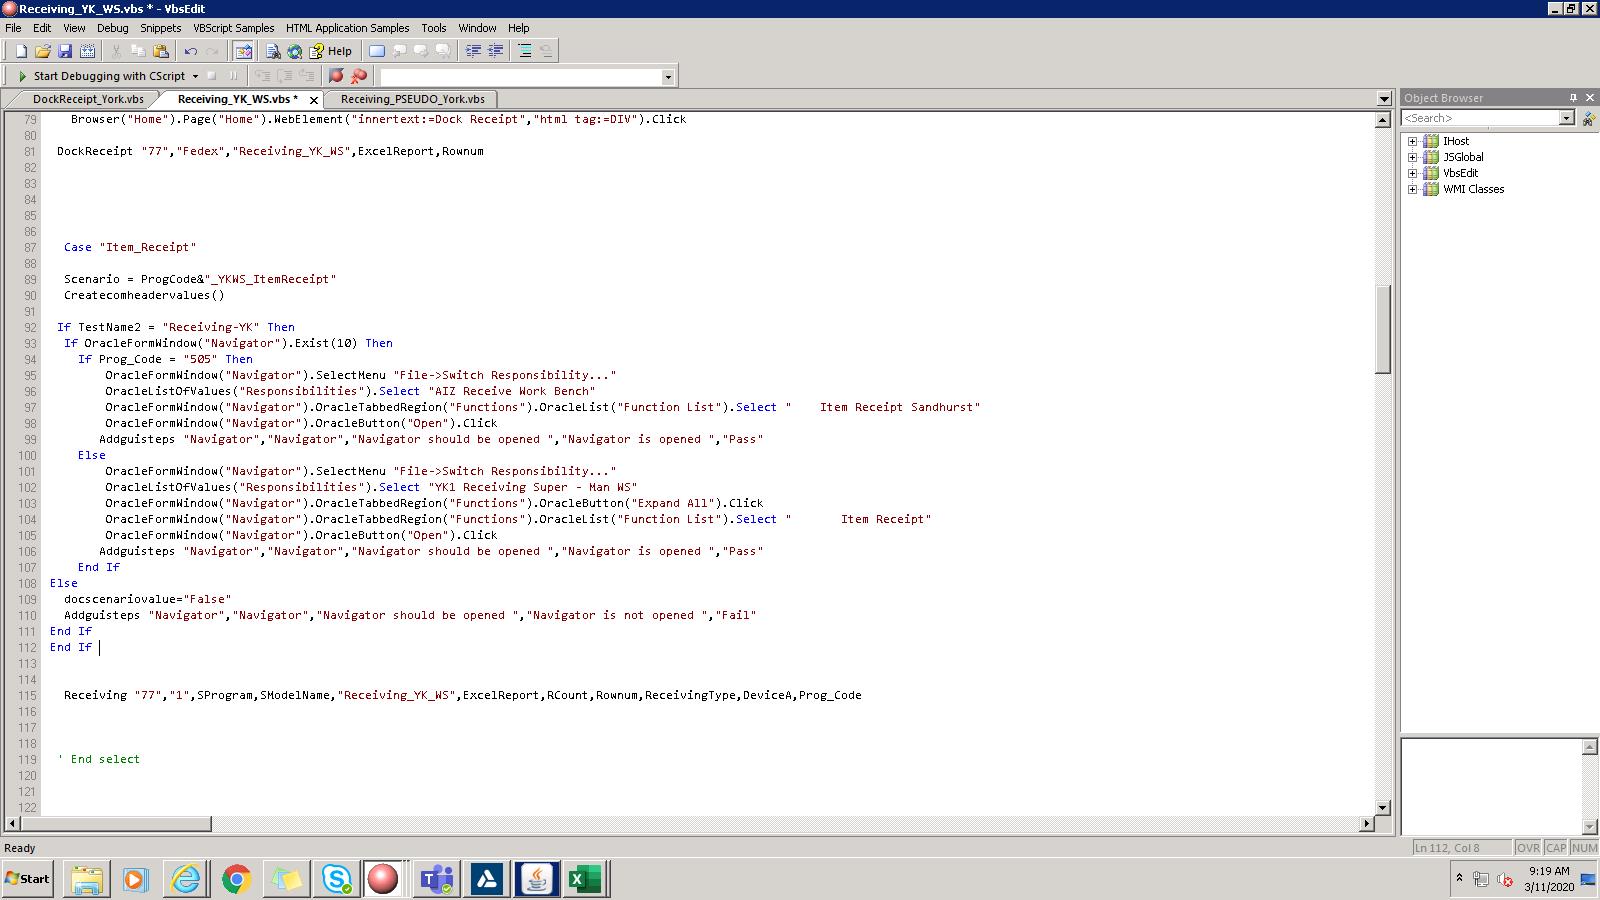 Receiving_YK_WS.vbs * - VbsEdit
File Edit View Debug Snippets VBScript Samples HTML Application Samples Tools Window Help
Help
Start Debugging with CScript
DockReceipt_York.vbs Receiving_YK_WS.vbs * Receiving_PSEUDO_York.vbs
Object Browser
<Search>
IHost
JSGlobal
VbsEdit
WMI Classes
79 Browser("Home").Page("Home").WebElement("innertext:=Dock Receipt","html tag:=DIV").Click
80
81 DockReceipt "77","Fedex","Receiving_YK_WS",ExcelReport,Rownum
82
83
84
85
86
87 Case "Item_Receipt"
88
89 Scenario = ProgCode&"_YKWS_ItemReceipt"
90 Createcomheadervalues()
91
92 If TestName2 = "Receiving-YK" Then
93 If OracleFormWindow("Navigator").Exist(10) Then
94 If Prog_Code = "505" Then
95 OracleFormWindow("Navigator").SelectMenu "File->Switch Responsibility..."
96 OracleListOfValues("Responsibilities").Select "AIZ Receive Work Bench"
97 OracleFormWindow("Navigator").OracleTabbedRegion("Functions").OracleList("Function List").Select "    Item Receipt Sandhurst"
98 OracleFormWindow("Navigator").OracleButton("Open").Click
99 Addguisteps "Navigator","Navigator","Navigator should be opened ","Navigator is opened ","Pass"
100 Else
101 OracleFormWindow("Navigator").SelectMenu "File->Switch Responsibility..."
102 OracleListOfValues("Responsibilities").Select "YK1 Receiving Super - Man WS"
103 OracleFormWindow("Navigator").OracleTabbedRegion("Functions").OracleButton("Expand All").Click
104 OracleFormWindow("Navigator").OracleTabbedRegion("Functions").OracleList("Function List").Select "       Item Receipt"
105 OracleFormWindow("Navigator").OracleButton("Open").Click
106 Addguisteps "Navigator","Navigator","Navigator should be opened ","Navigator is opened ","Pass"
107 End If
108 Else
109 docscenariovalue="False"
110 Addguisteps "Navigator","Navigator","Navigator should be opened ","Navigator is not opened ","Fail"
111 End If
112 End If
113
114
115 Receiving "77","1",SProgram,SModelName,"Receiving_YK_WS",ExcelReport,RCount,Rownum,ReceivingType,DeviceA,Prog_Code
116
117
118
119 ' End select
120
121
122
Ready
Ln 112, Col 8 OVR CAP NUM
Start
9:19 AM
3/11/2020